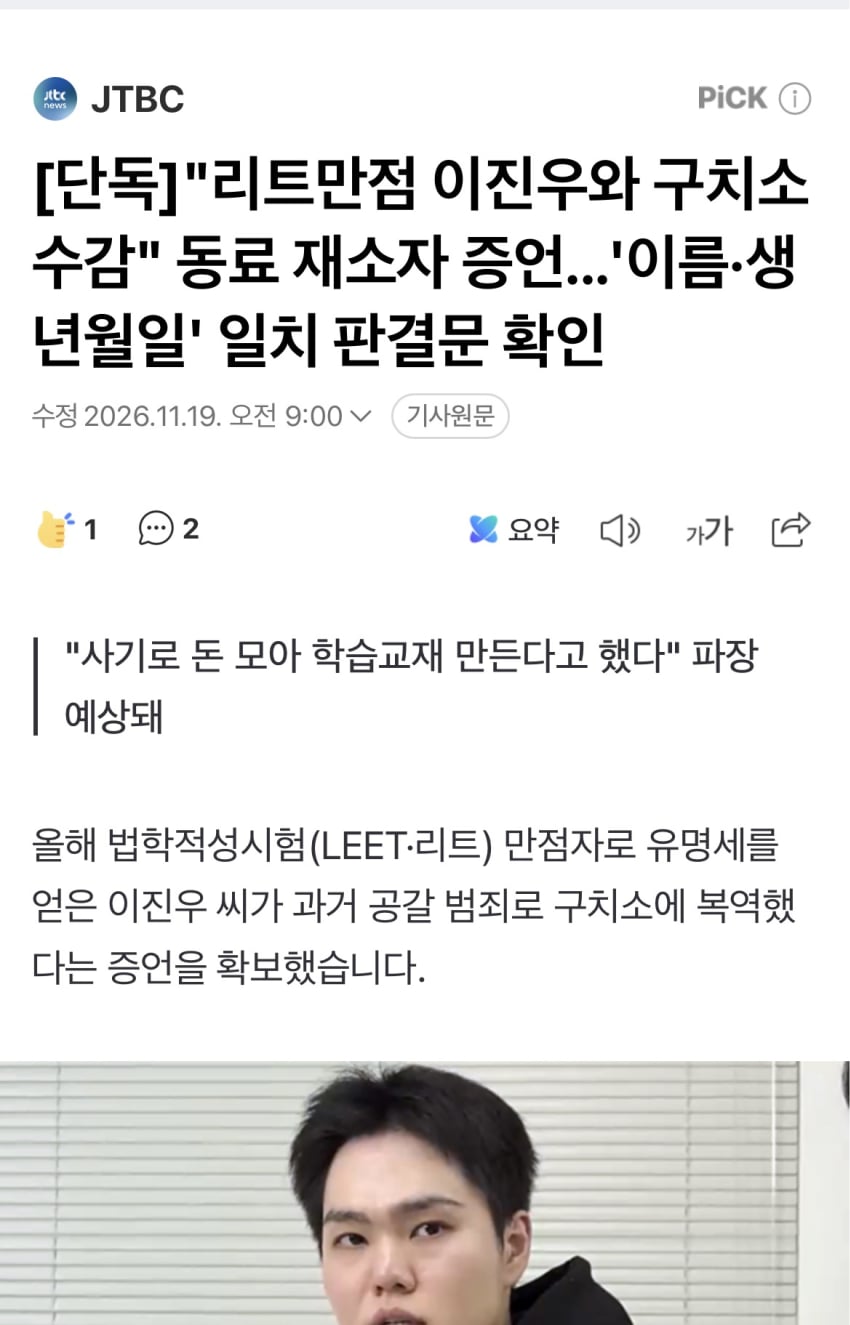 jtbc news JTBC PiCK i
[단독]"리트만점 이진우와 구치소
수감" 동료 재소자 증언...'이름·생
년월일' 일치 판결문 확인
수정 2026.11.19. 오전 9:00 기사원문
1 2 요약 가가
"사기로 돈 모아 학습교재 만든다고 했다" 파장
예상돼
올해 법학적성시험(LEET·리트) 만점자로 유명세를
얻은 이진우 씨가 과거 공갈 범죄로 구치소에 복역했
다는 증언을 확보했습니다.